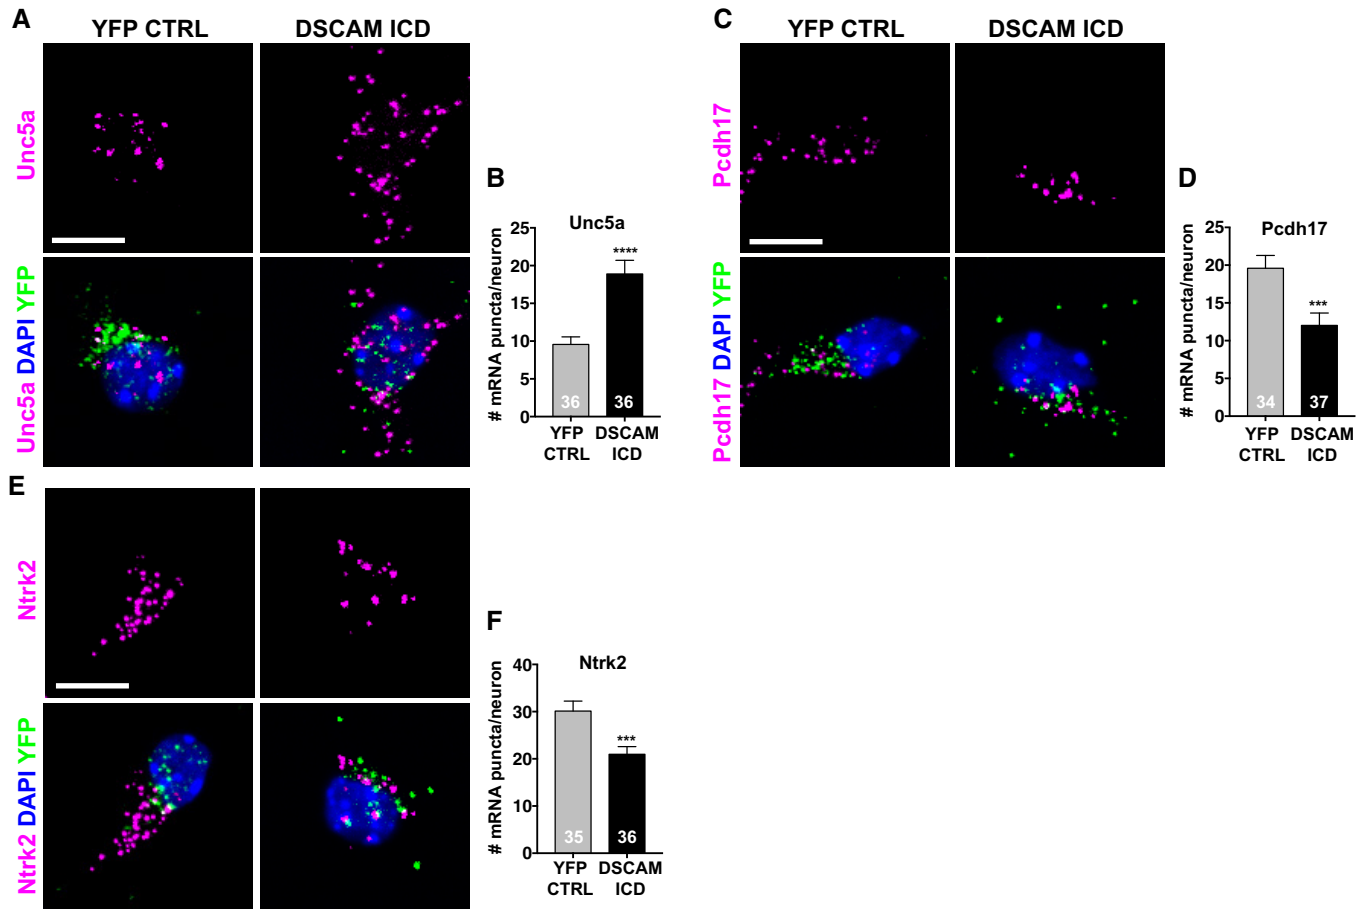 A
YFP CTRL
DSCAM ICD
Unc5a
Unc5a DAPI YFP
B
Unc5a
# mRNA puncta/neuron
25
20
15
10
5
0
****
36
36
YFP CTRL
DSCAM ICD
C
YFP CTRL
DSCAM ICD
Pcdh17
Pcdh17 DAPI YFP
D
Pcdh17
# mRNA puncta/neuron
25
20
15
10
5
0
***
34
37
YFP CTRL
DSCAM ICD
E
Ntrk2
Ntrk2 DAPI YFP
F
Ntrk2
# mRNA puncta/neuron
40
30
20
10
0
***
35
36
YFP CTRL
DSCAM ICD